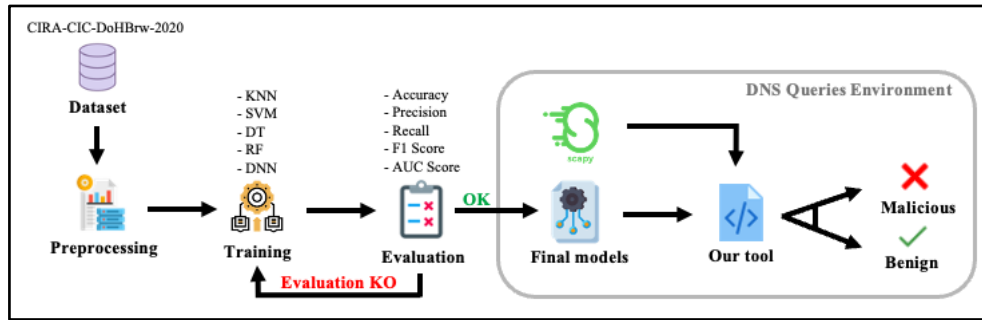 CIRA-CIC-DoHBrw-2020
Dataset
Preprocessing
- KNN
- SVM
- DT
- RF
- DNN
Training
- Accuracy
- Precision
- Recall
- F1 Score
- AUC Score
Evaluation
Evaluation KO
OK
DNS Queries Environment
scapy
Final models
Our tool
Malicious
Benign